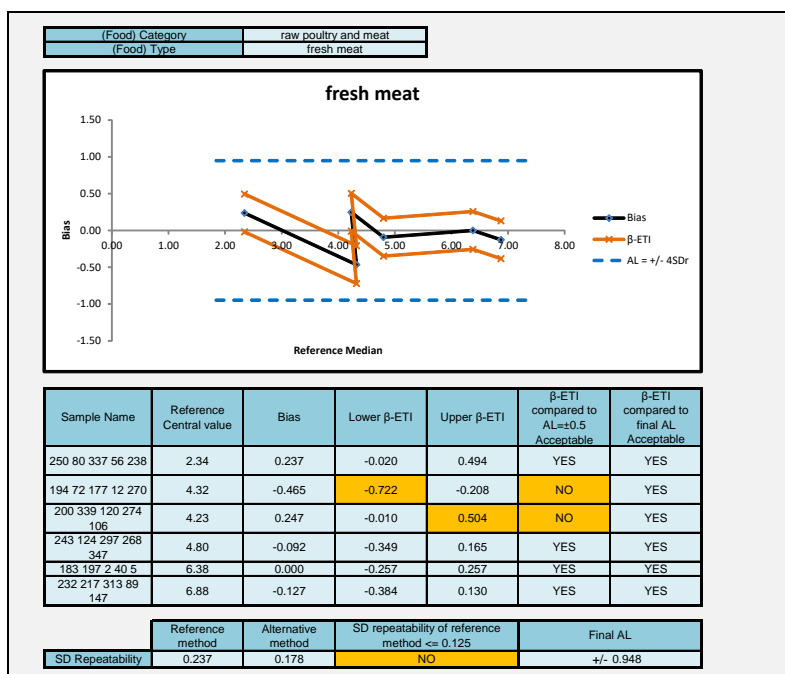 (Food) Category raw poultry and meat
(Food) Type fresh meat
fresh meat
1.50
1.00
0.50
0.00
-0.50
-1.00
-1.50
0.00 1.00 2.00 3.00 4.00 5.00 6.00 7.00 8.00
Bias
Reference Median
Bias
β-ETI
AL = +/- 4SDr
Sample Name Reference Central value Bias Lower β-ETI Upper β-ETI β-ETI compared to AL=±0.5 Acceptable β-ETI compared to final AL Acceptable
250 80 337 56 238 2.34 0.237 -0.020 0.494 YES YES
194 72 177 12 270 4.32 -0.465 -0.722 -0.208 NO YES
200 339 120 274 106 4.23 0.247 -0.010 0.504 NO YES
243 124 297 268 347 4.80 -0.092 -0.349 0.165 YES YES
183 197 2 40 5 6.38 0.000 -0.257 0.257 YES YES
232 217 313 89 147 6.88 -0.127 -0.384 0.130 YES YES
Reference method Alternative method SD repeatability of reference method <= 0.125 Final AL
SD Repeatability 0.237 0.178 NO +/- 0.948